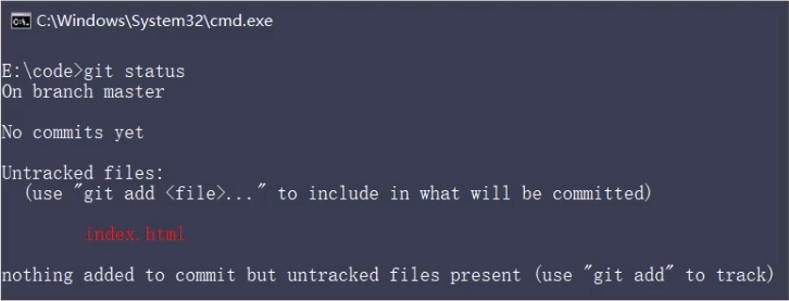 C:\Windows\System32\cmd.exe
E:\code>git status
On branch master
No commits yet
Untracked files:
(use "git add <file>..." to include in what will be committed)
index.html
nothing added to commit but untracked files present (use "git add" to track)